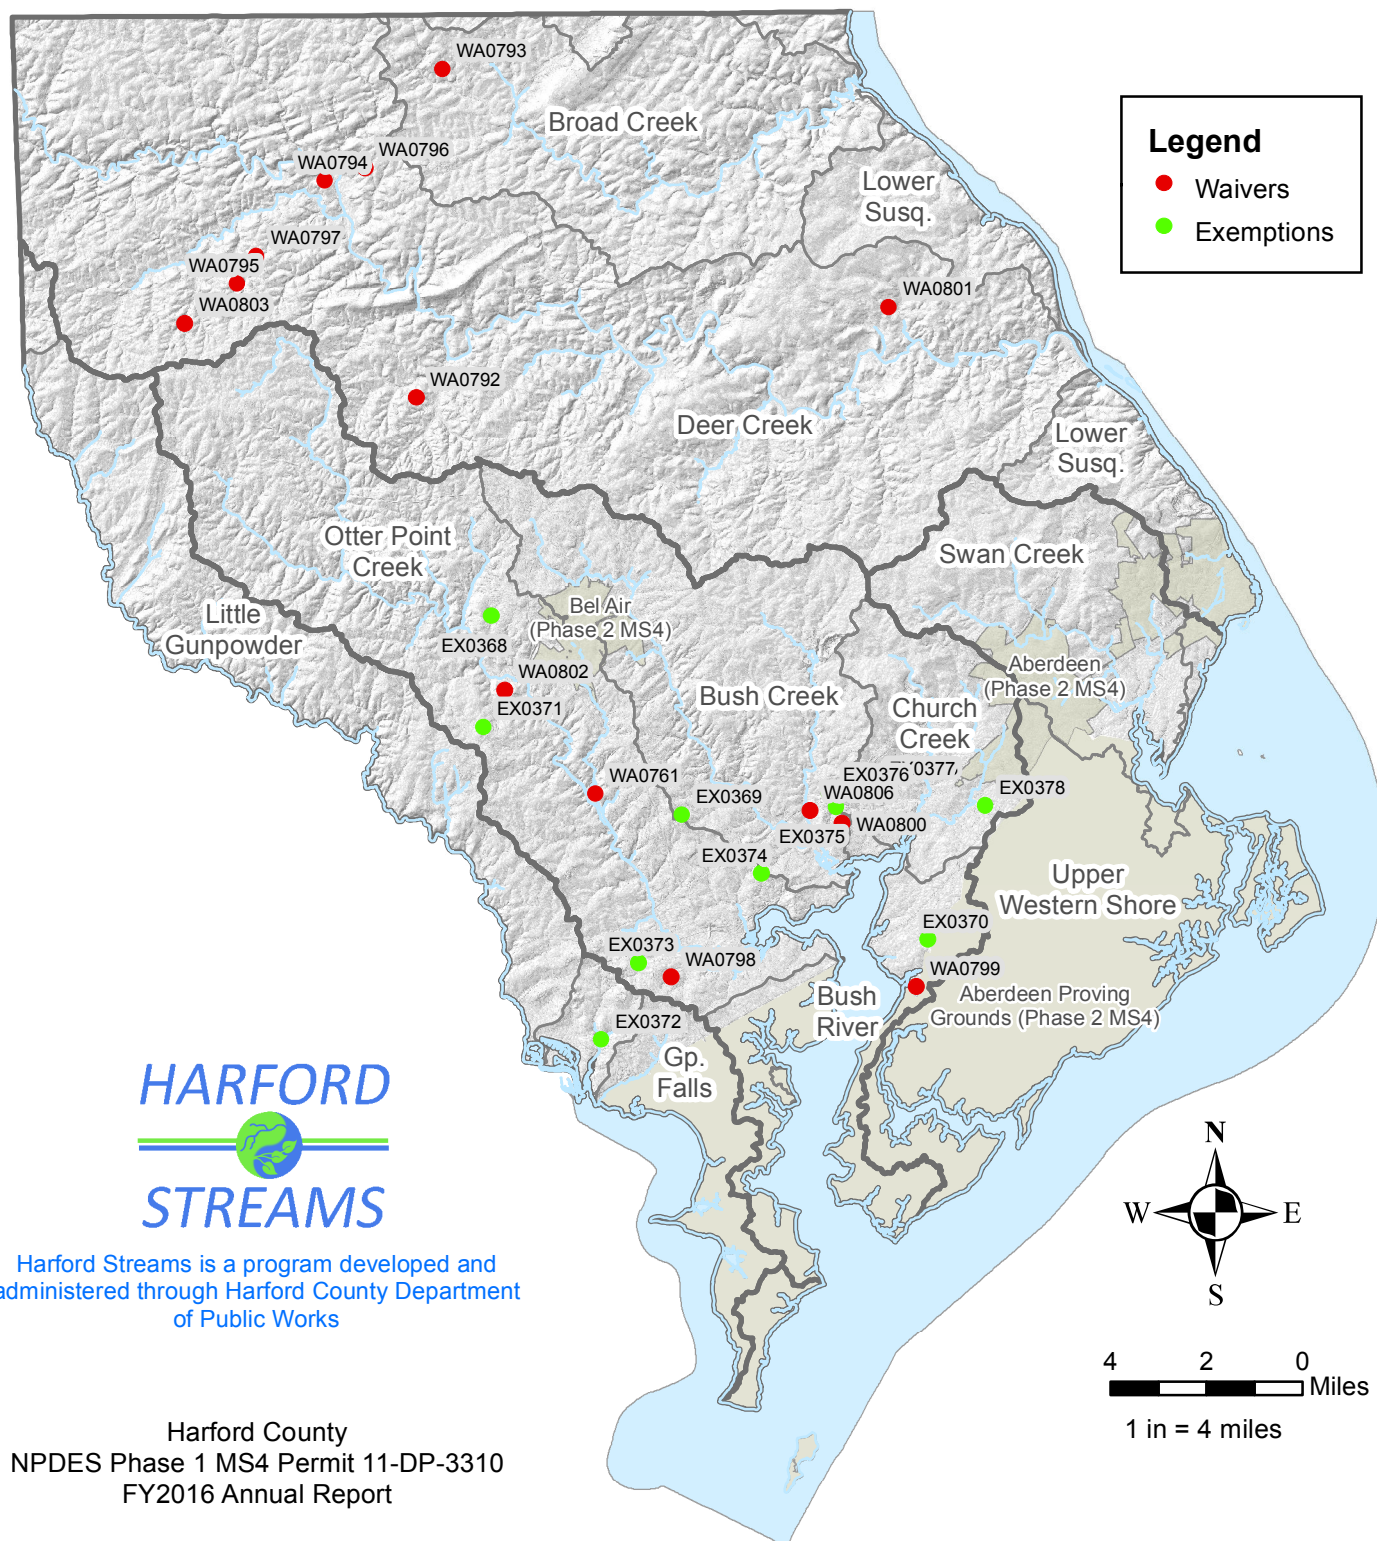 WA0793
Broad Creek
WA0796
WA0794
Lower
Susq.
Legend
Waivers
Exemptions
WA0797
WA0795
WA0803
WA0801
WA0792
Deer Creek
Lower
Susq.
Otter Point
Creek
Swan Creek
Little
Gunpowder
Bel Air
(Phase 2 MS4)
EX0368
WA0802
EX0371
Aberdeen
(Phase 2 MS4)
Bush Creek
Church
Creek
WA0761
EX0369
EX0376
EX0377
WA0806
EX0378
EX0375
WA0800
EX0374
Upper
Western Shore
EX0370
EX0373
WA0798
WA0799
Bush
River
Aberdeen Proving
Grounds (Phase 2 MS4)
EX0372
Gp.
Falls
HARFORD
STREAMS
Harford Streams is a program developed and
administered through Harford County Department
of Public Works
N
W
E
S
4 2 0
Miles
1 in = 4 miles
Harford County
NPDES Phase 1 MS4 Permit 11-DP-3310
FY2016 Annual Report